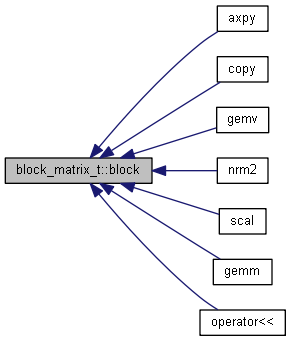 axpy
copy
gemv
block_matrix_t::block
nrm2
scal
gemm
operator<<